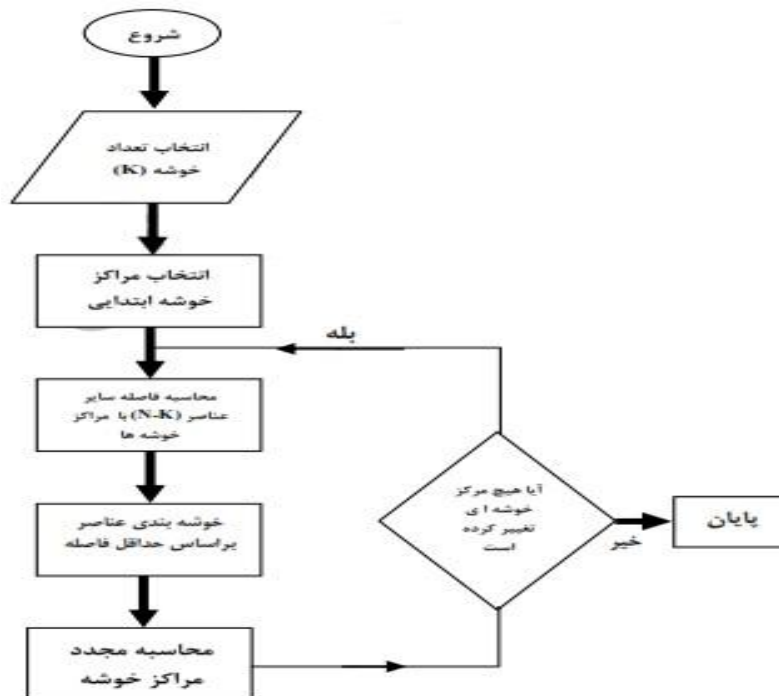 شروع
انتخاب تعداد
خوشه (K)
انتخاب مراکز
خوشه ابتدایی
بله
محاسبه فاصله سایر
عناصر (N-K) با مراکز
خوشه ها
آیا هیچ مرکز
خوشه ا ی
تغییر کرده
است
خیر
پایان
خوشه بندی عناصر
براساس حداقل فاصله
محاسبه مجدد
مراکز خوشه